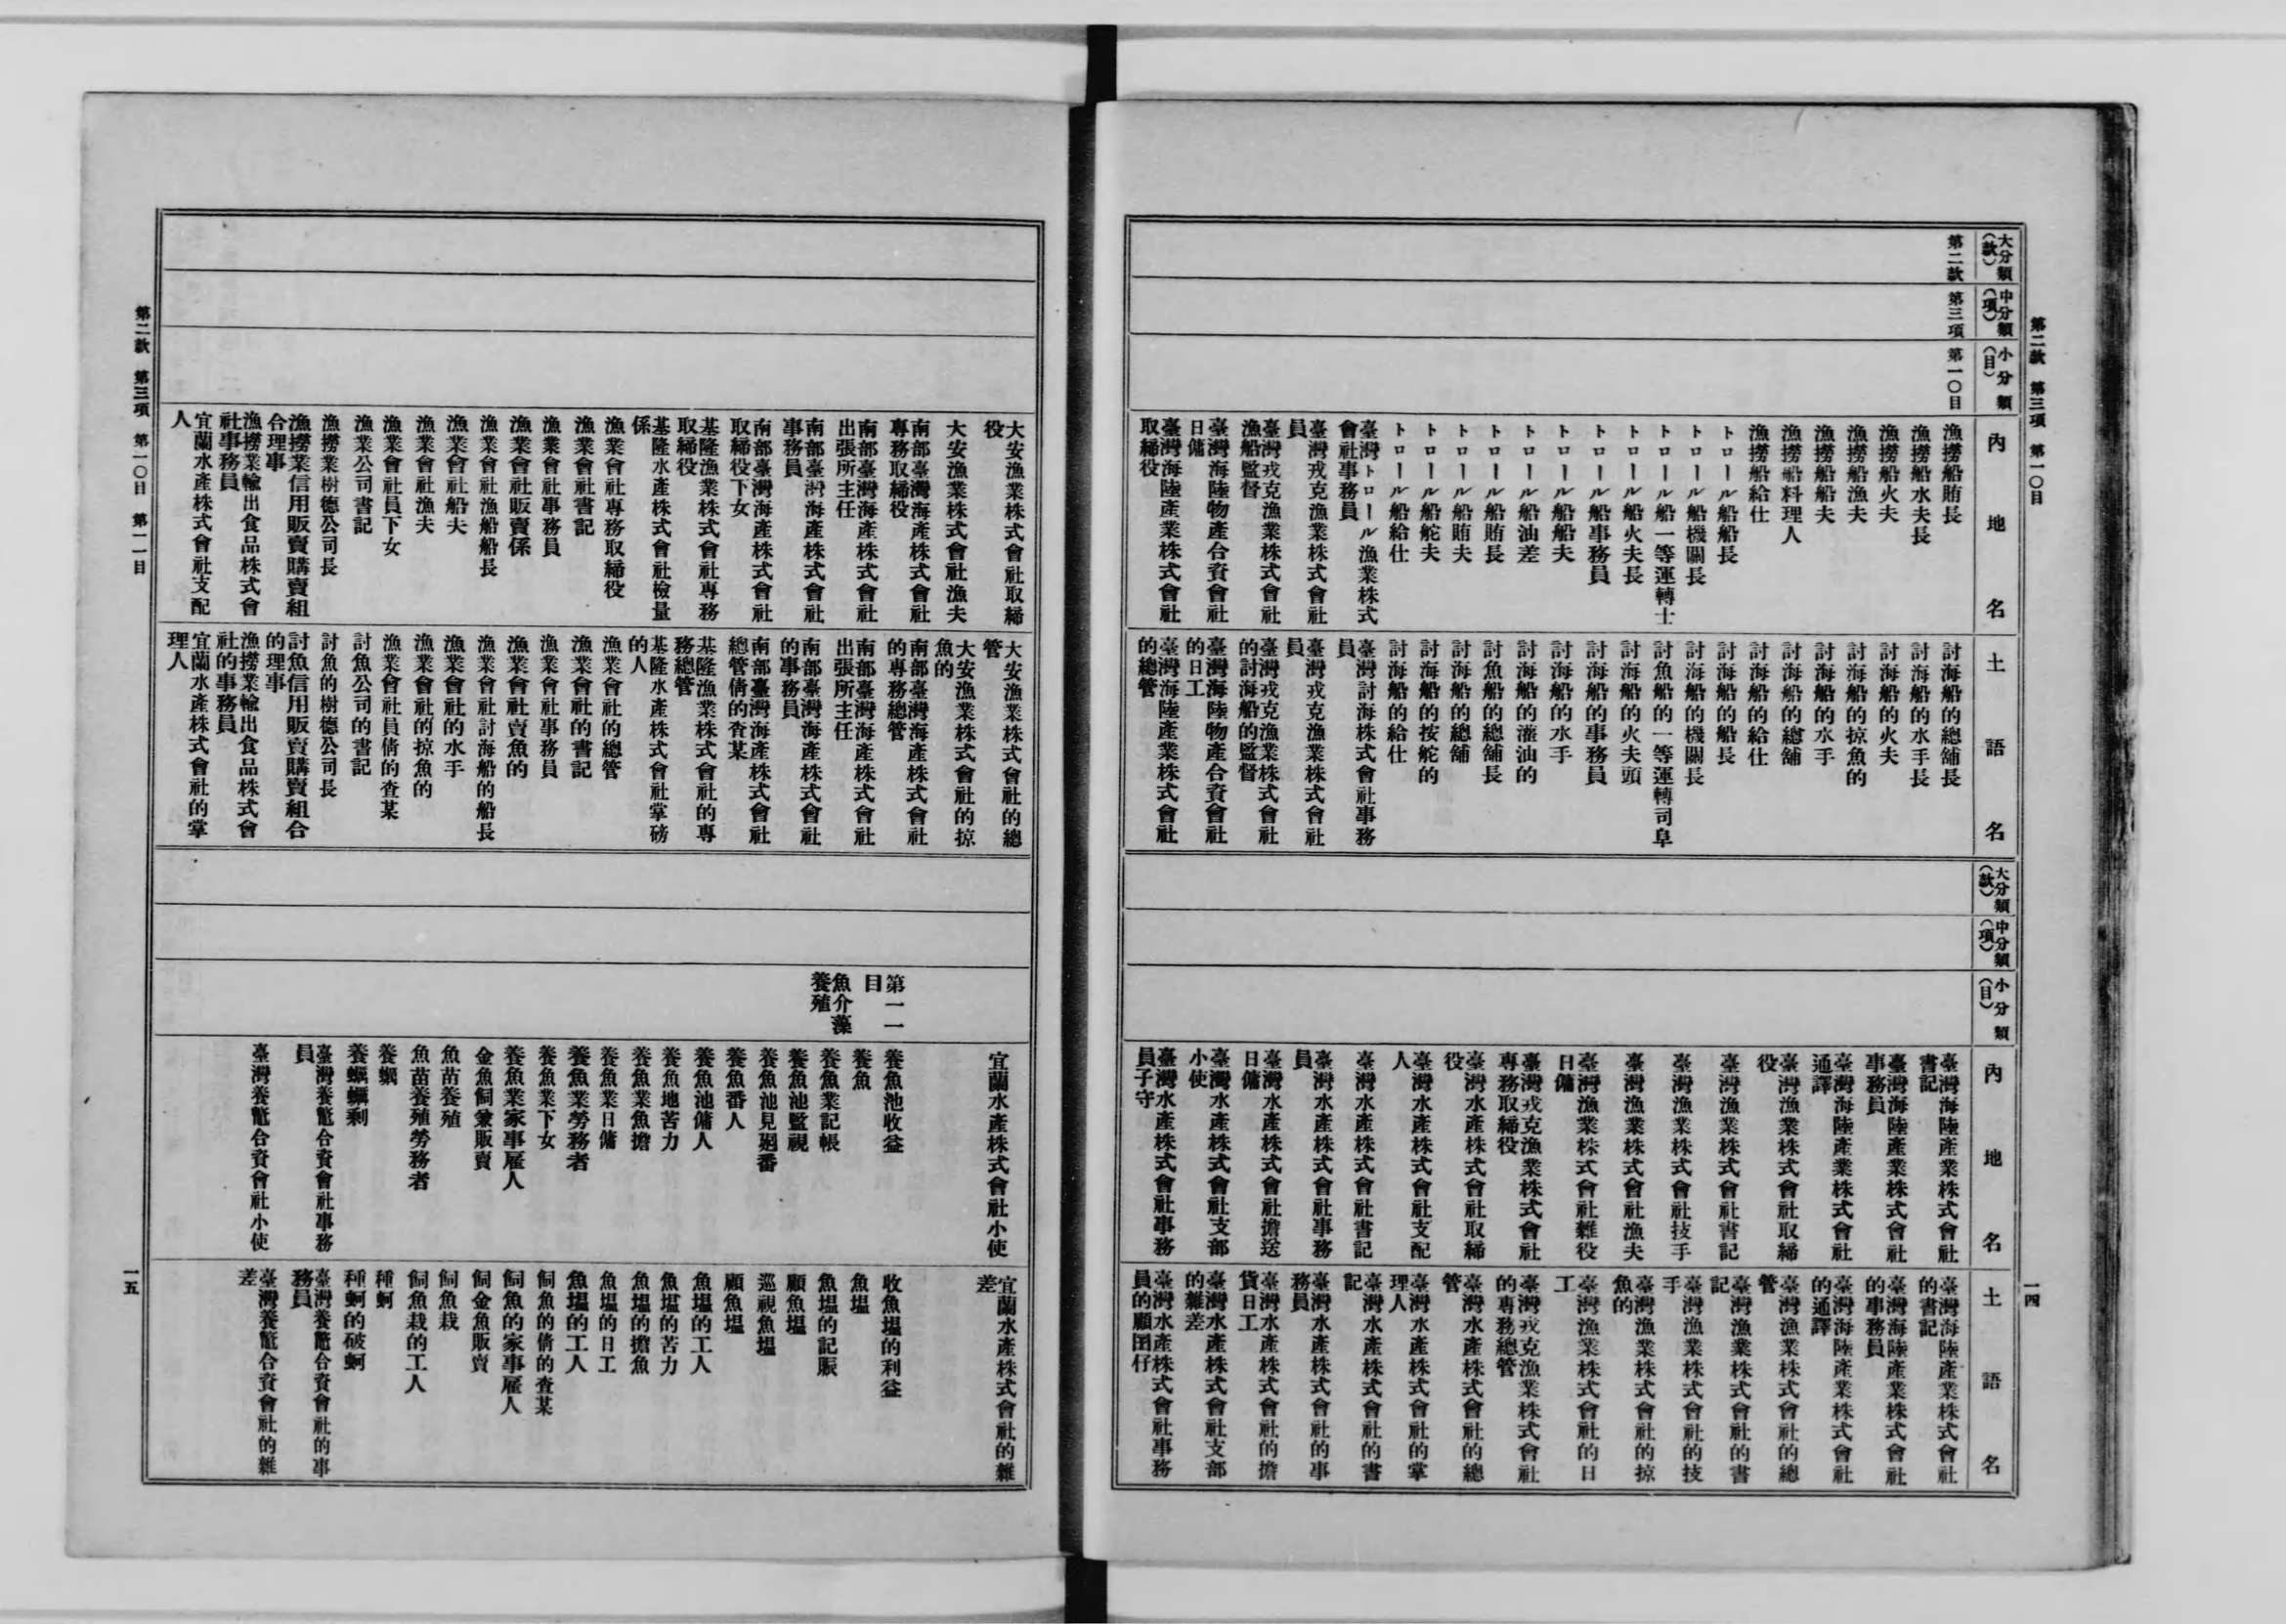 第二款 第三項 第一〇目
大分類(款)
中分類(項)
小分類(目)
內地名
土語名
第二款
第三項
第一〇目
漁撈船賄長
漁撈船水夫長
漁撈船火夫
漁撈船漁夫
漁撈船船夫
漁撈船料理人
漁撈船給仕
トロール船船長
トロール船機關長
トロール船一等運轉士
トロール船火夫長
トロール船事務員
トロール船船夫
トロール船油差
トロール船賄長
トロール船賄夫
トロール船舵夫
トロール船給仕
臺灣トロール漁業株式
會社事務員
臺灣戎克漁業株式會社
員
臺灣戎克漁業株式會社
漁船監督
臺灣海陸物產合資會社
日傭
臺灣海陸產業株式會社
取締役
討海船的總舖長
討海船的水手長
討海船的火夫
討海船的掠魚的
討海船的水手
討海船的總舖
討海船的給仕
討海船的船長
討海船的機關長
討魚船的一等運轉司阜
討海船的火夫頭
討海船的事務員
討海船的水手
討海船的灌油的
討魚船的總舖長
討海船的總舖
討海船的按舵的
討海船的給仕
臺灣討海株式會社事務
員
臺灣戎克漁業株式會社
員
臺灣戎克漁業株式會社
的討海船的監督
臺灣海陸物產合資會社
的日工
臺灣海陸產業株式會社
的總管
大分類(款)
中分類(項)
小分類(目)
內地名
土語名
臺灣海陸產業株式會社
書記
臺灣海陸產業株式會社
事務員
臺灣海陸產業株式會社
通譯
臺灣漁業株式會社取締
役
臺灣漁業株式會社書記
臺灣漁業株式會社技手
臺灣漁業株式會社漁夫
臺灣漁業株式會社雜役
日傭
臺灣戎克漁業株式會社
專務取締役
臺灣水產株式會社取締
役
臺灣水產株式會社支配
人
臺灣水產株式會社書記
臺灣水產株式會社事務
員
臺灣水產株式會社擔送
日傭
臺灣水產株式會社支部
小使
臺灣水產株式會社事務
員子守
臺灣海陸產業株式會社
的書記
臺灣海陸產業株式會社
的事務員
臺灣海陸產業株式會社
的通譯
臺灣漁業株式會社的總
管
臺灣漁業株式會社的書
記
臺灣漁業株式會社的技
手
臺灣漁業株式會社的掠
魚的
臺灣漁業株式會社的日
工
臺灣戎克漁業株式會社
的專務總管
臺灣水產株式會社的總
管
臺灣水產株式會社的掌
理人
臺灣水產株式會社的書
記
臺灣水產株式會社的事
務員
臺灣水產株式會社的擔
貨日工
臺灣水產株式會社支部
的雜差
臺灣水產株式會社事務
員的顧囝仔
一四
大安漁業株式會社取締
役
大安漁業株式會社漁夫
南部臺灣海產株式會社
專務取締役
南部臺灣海產株式會社
出張所主任
南部臺灣海產株式會社
事務員
南部臺灣海產株式會社
取締役下女
基隆漁業株式會社專務
取締役
基隆水產株式會社檢量
係
漁業會社專務取締役
漁業會社書記
漁業會社事務員
漁業會社販賣係
漁業會社漁船船長
漁業會社船夫
漁業會社漁夫
漁業會社員下女
漁業公司書記
漁撈業樹德公司長
漁撈業信用販賣購賣組
合理事
漁撈業輸出食品株式會
社事務員
宜蘭水產株式會社支配
人
大安漁業株式會社的總
管
大安漁業株式會社的掠
魚的
南部臺灣海產株式會社
的專務總管
南部臺灣海產株式會社
出張所主任
南部臺灣海產株式會社
的事務員
南部臺灣海產株式會社
總管倩的查某
基隆漁業株式會社的專
務總管
基隆水產株式會社掌磅
的人
漁業會社的總管
漁業會社的書記
漁業會社事務員
漁業會社賣魚的
漁業會社討海船的船長
漁業會社的水手
漁業會社的掠魚的
漁業會社員倩的查某
討魚公司的書記
討魚的樹德公司長
討魚信用販賣購賣組合
的理事
漁撈業輸出食品株式會
社的事務員
宜蘭水產株式會社的掌
理人
第一一
目
魚介藻
養殖
宜蘭水產株式會社小使
養魚池收益
養魚
養魚業記帳
養魚池監視
養魚池見廻番
養魚番人
養魚池傭人
養魚地苦力
養魚業魚擔
養魚業日傭
養魚業勞務者
養魚業下女
養魚業家事雇人
金魚飼兼販賣
魚苗養殖
魚苗養殖勞務者
養蠣
養蠣蠣剝
臺灣養鼈合資會社事務
員
臺灣養鼈合資會社小使
宜蘭水產株式會社的雜
差
收魚塭的利益
魚塭
魚塭的記賬
顧魚塭
巡視魚塭
顧魚塭
魚塭的工人
魚塭的苦力
魚塭的擔魚
魚塭的日工
魚塭的工人
飼魚的倩的查某
飼魚的家事雇人
飼金魚販賣
飼魚栽
飼魚栽的工人
種蚵
種蚵的破蚵
臺灣養鼈合資會社的事
務員
臺灣養鼈合資會社的雜
差
第二款 第三項 第一〇目 第一一目
一五